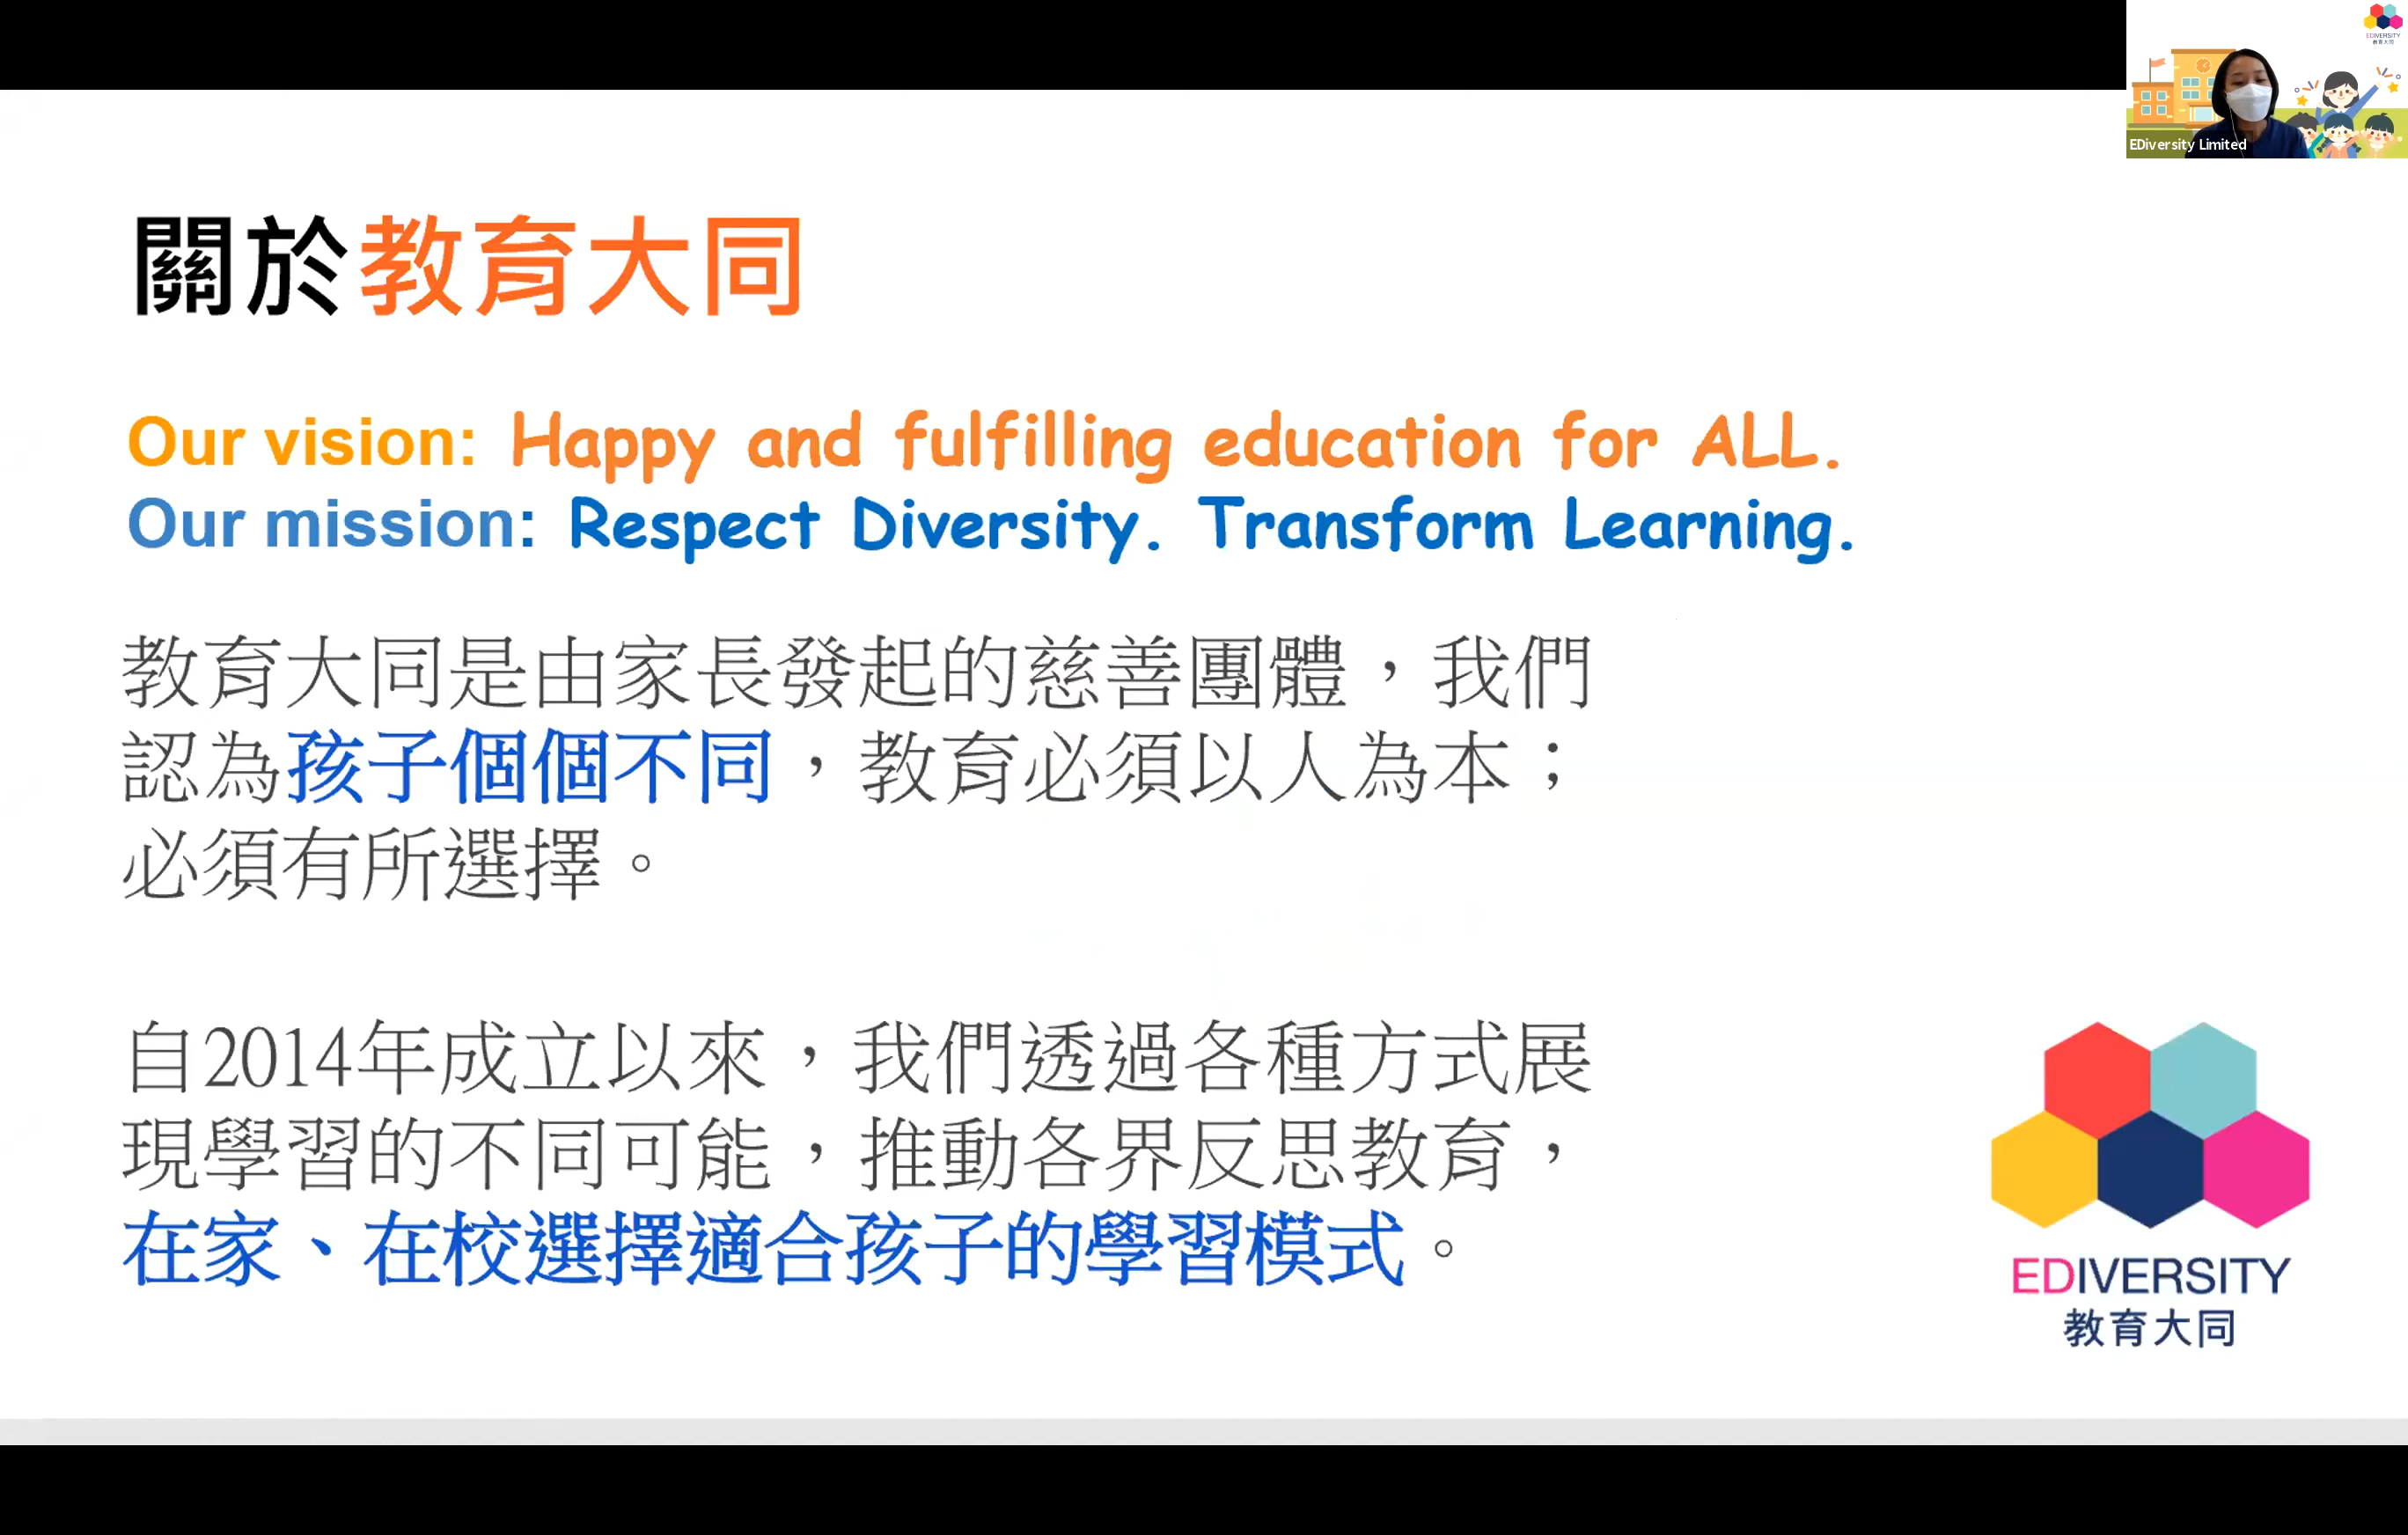 EDIVERSITY
教育大同
EDiversity Limited
關於教育大同
Our vision: Happy and fulfilling education for ALL.
Our mission: Respect Diversity. Transform Learning.
教育大同是由家長發起的慈善團體，我們
認為孩子個個不同，教育必須以人為本；
必須有所選擇。
自2014年成立以來，我們透過各種方式展
現學習的不同可能，推動各界反思教育，
在家、在校選擇適合孩子的學習模式。
EDIVERSITY
教育大同